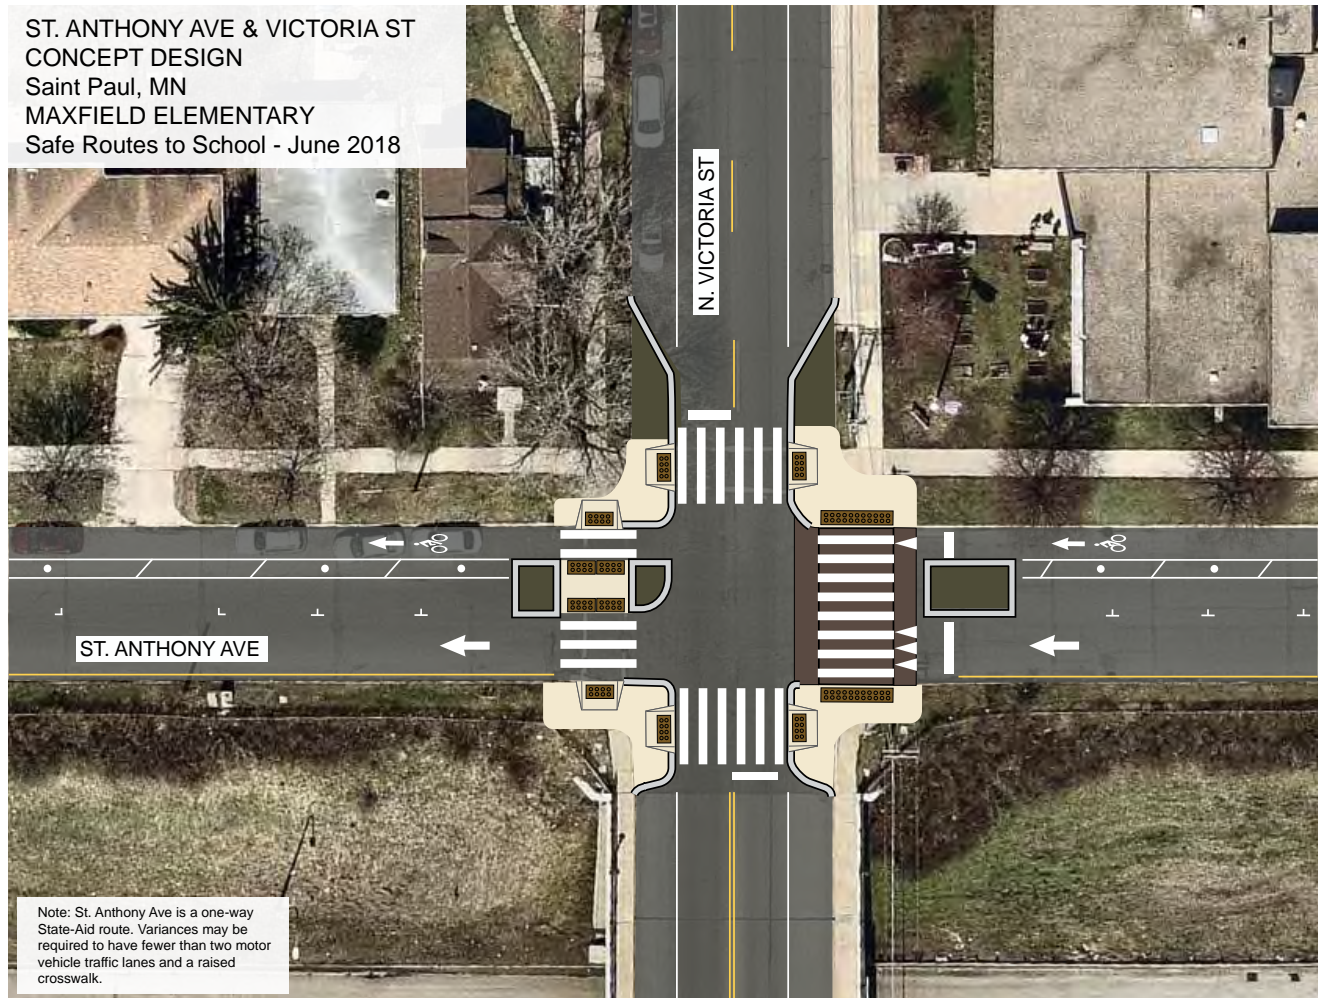 ST. ANTHONY AVE & VICTORIA ST
CONCEPT DESIGN
Saint Paul, MN
MAXFIELD ELEMENTARY
Safe Routes to School - June 2018
N. VICTORIA ST
ST. ANTHONY AVE
Note: St. Anthony Ave is a one-way
State-Aid route. Variances may be
required to have fewer than two motor
vehicle traffic lanes and a raised
crosswalk.